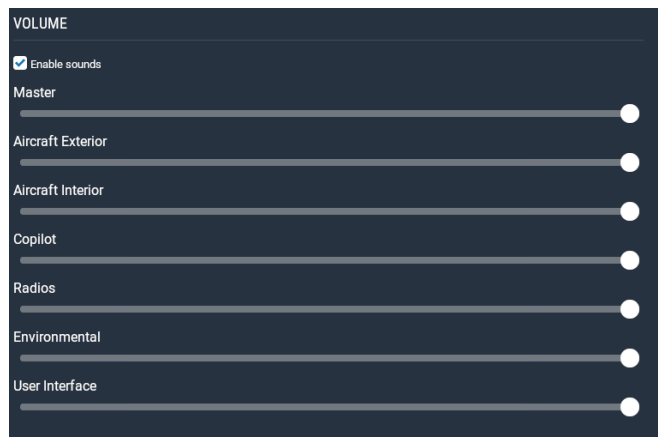 VOLUME
Enable sounds
Master
Aircraft Exterior
Aircraft Interior
Copilot
Radios
Environmental
User Interface